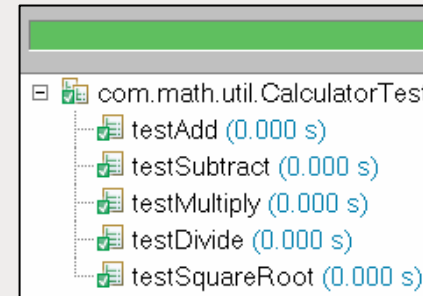 com.math.util.CalculatorTest
testAdd (0.000 s)
testSubtract (0.000 s)
testMultiply (0.000 s)
testDivide (0.000 s)
testSquareRoot (0.000 s)